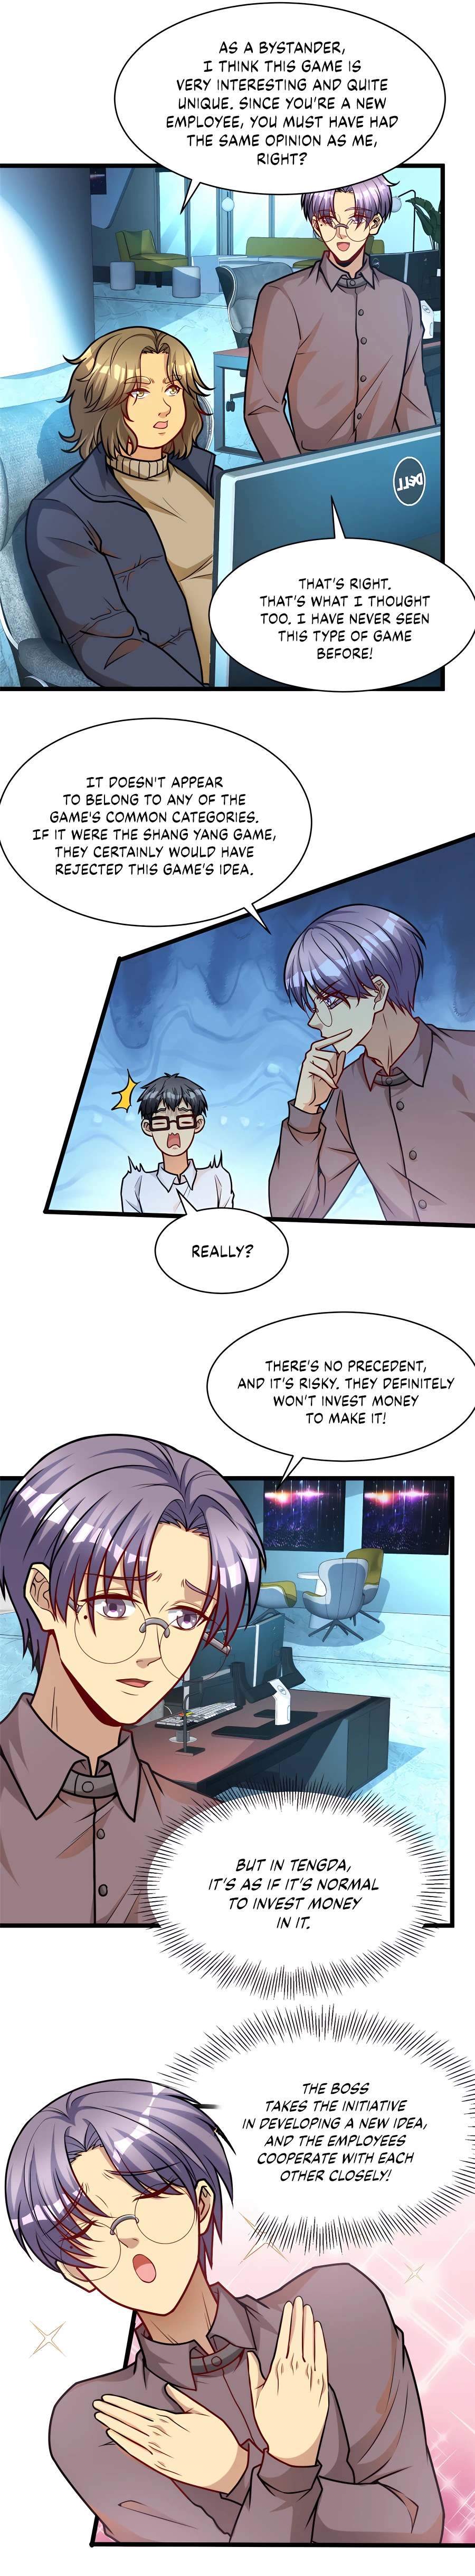 AS A BYSTANDER,
I THINK THIS GAME IS
VERY INTERESTING AND QUITE
UNIQUE. SINCE YOU'RE A NEW
EMPLOYEE, YOU MUST HAVE HAD
THE SAME OPINION AS ME,
RIGHT?
DELL
THAT'S RIGHT.
THAT'S WHAT I THOUGHT
TOO. I HAVE NEVER SEEN
THIS TYPE OF GAME
BEFORE!
IT DOESN'T APPEAR
TO BELONG TO ANY OF THE
GAME'S COMMON CATEGORIES.
IF IT WERE THE SHANG YANG GAME,
THEY CERTAINLY WOULD HAVE
REJECTED THIS GAME'S IDEA.
REALLY?
THERE'S NO PRECEDENT,
AND IT'S RISKY. THEY DEFINITELY
WON'T INVEST MONEY
TO MAKE IT!
BUT IN TENGDA,
IT'S AS IF IT'S NORMAL
TO INVEST MONEY
IN IT.
THE BOSS
TAKES THE INITIATIVE
IN DEVELOPING A NEW IDEA,
AND THE EMPLOYEES
COOPERATE WITH EACH
OTHER CLOSELY!